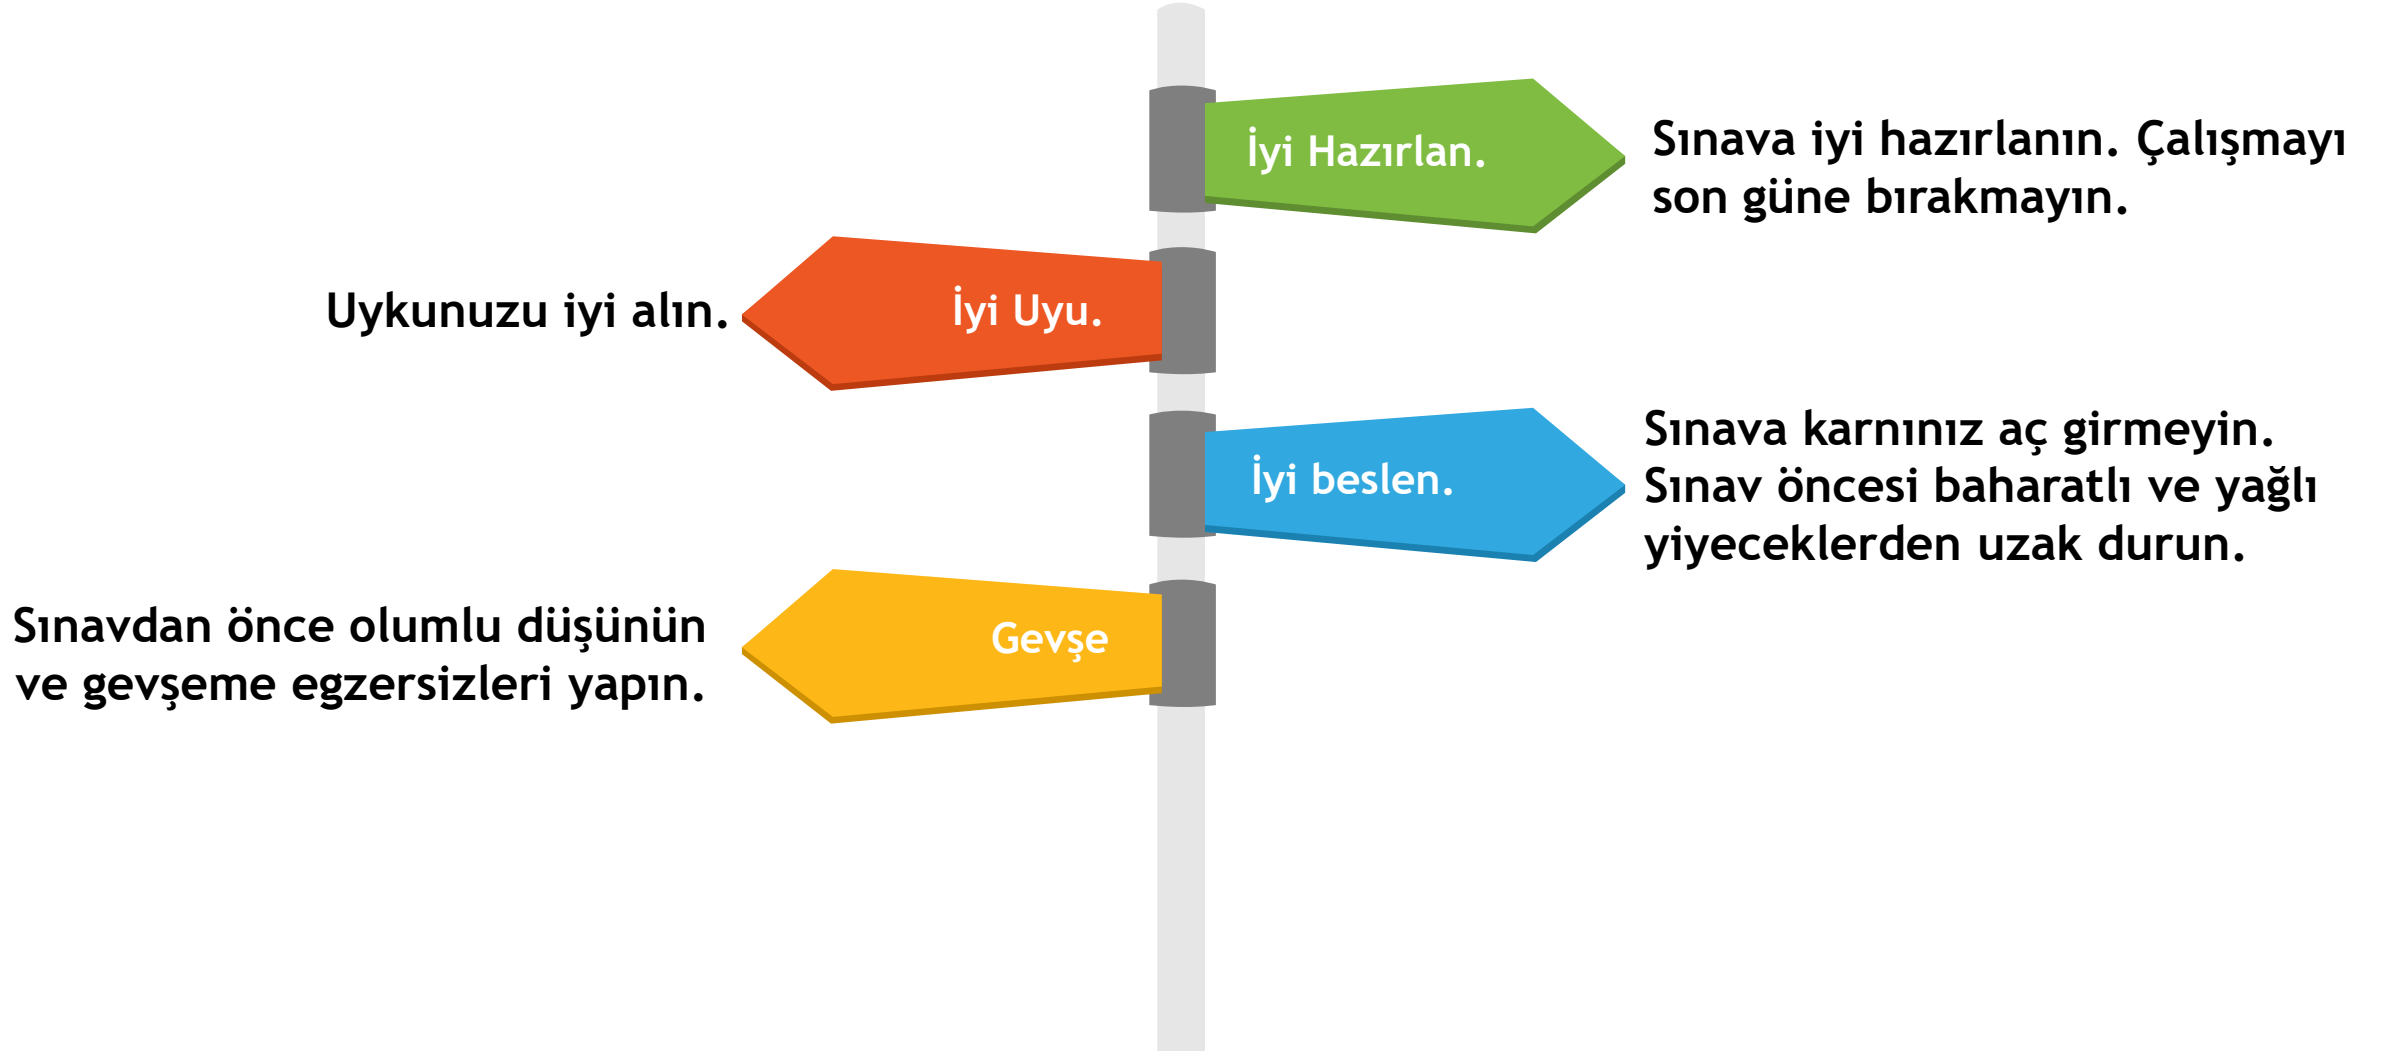 İyi Hazırlan.
Sınava iyi hazırlanın. Çalışmayı
son güne bırakmayın.
Uykunuzu iyi alın.
İyi Uyu.
İyi beslen.
Sınava karnınız aç girmeyin.
Sınav öncesi baharatlı ve yağlı
yiyeceklerden uzak durun.
Sınavdan önce olumlu düşünün
ve gevşeme egzersizleri yapın.
Gevşe